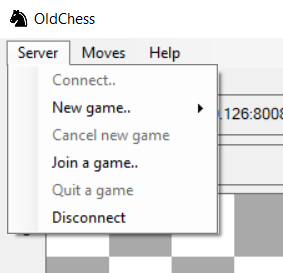 OldChess
Server Moves Help
Connect..
New game..
.126:8008
Cancel new game
Join a game..
Quit a game
Disconnect